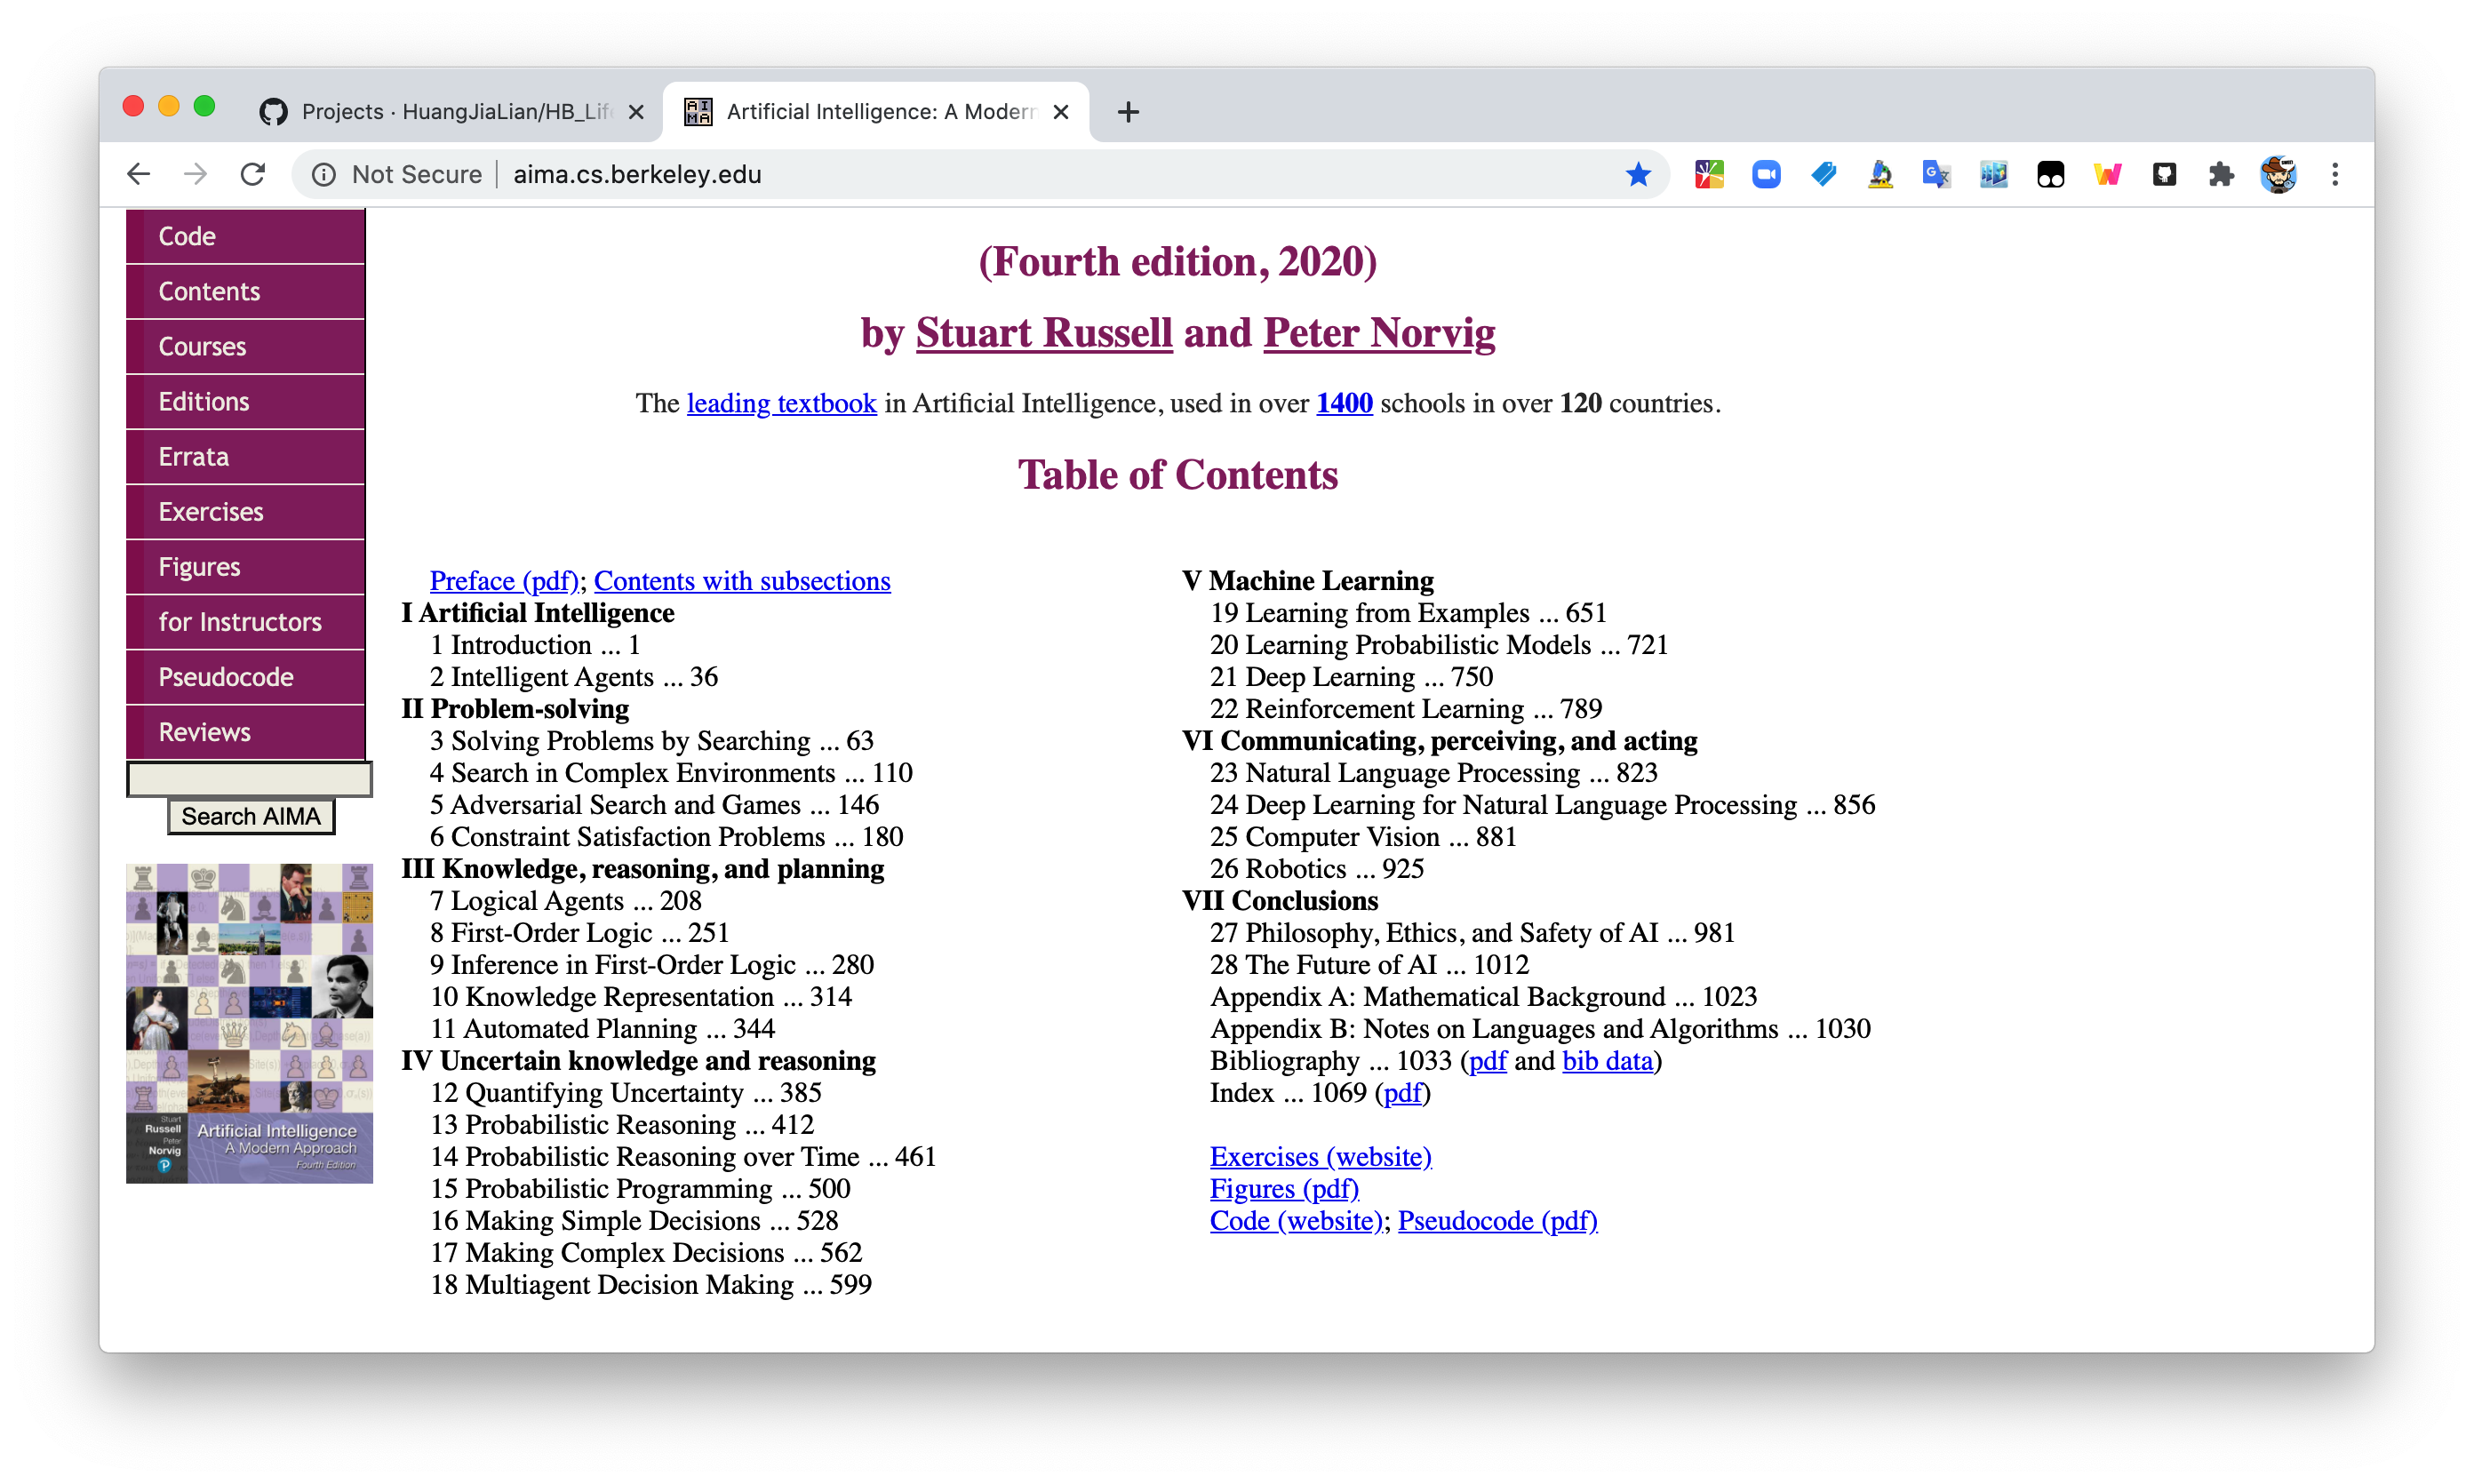 Projects · HuangJiaLian/HB_Lif
Artificial Intelligence: A Modern
Not Secure
aima.cs.berkeley.edu
Code
Contents
Courses
Editions
Errata
Exercises
Figures
for Instructors
Pseudocode
Reviews
Search AIMA
Stuart
Russell
Peter
Norvig
Artificial Intelligence
A Modern Approach
Fourth Edition
(Fourth edition, 2020)
by Stuart Russell and Peter Norvig
The leading textbook in Artificial Intelligence, used in over 1400 schools in over 120 countries.
Table of Contents
Preface (pdf); Contents with subsections
I Artificial Intelligence
1 Introduction ... 1
2 Intelligent Agents ... 36
II Problem-solving
3 Solving Problems by Searching ... 63
4 Search in Complex Environments ... 110
5 Adversarial Search and Games ... 146
6 Constraint Satisfaction Problems ... 180
III Knowledge, reasoning, and planning
7 Logical Agents ... 208
8 First-Order Logic ... 251
9 Inference in First-Order Logic ... 280
10 Knowledge Representation ... 314
11 Automated Planning ... 344
IV Uncertain knowledge and reasoning
12 Quantifying Uncertainty ... 385
13 Probabilistic Reasoning ... 412
14 Probabilistic Reasoning over Time ... 461
15 Probabilistic Programming ... 500
16 Making Simple Decisions ... 528
17 Making Complex Decisions ... 562
18 Multiagent Decision Making ... 599
V Machine Learning
19 Learning from Examples ... 651
20 Learning Probabilistic Models ... 721
21 Deep Learning ... 750
22 Reinforcement Learning ... 789
VI Communicating, perceiving, and acting
23 Natural Language Processing ... 823
24 Deep Learning for Natural Language Processing ... 856
25 Computer Vision ... 881
26 Robotics ... 925
VII Conclusions
27 Philosophy, Ethics, and Safety of AI ... 981
28 The Future of AI ... 1012
Appendix A: Mathematical Background ... 1023
Appendix B: Notes on Languages and Algorithms ... 1030
Bibliography ... 1033 (pdf and bib data)
Index ... 1069 (pdf)
Exercises (website)
Figures (pdf)
Code (website); Pseudocode (pdf)